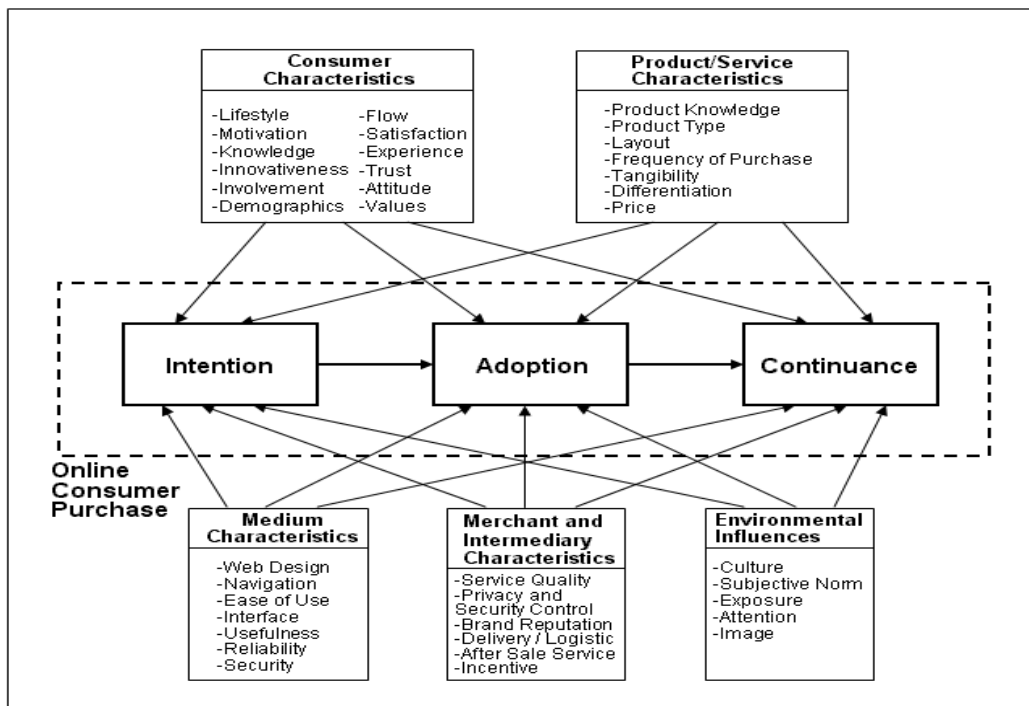 Consumer
Characteristics
-Lifestyle
-Motivation
-Knowledge
-Innovativeness
-Involvement
-Demographics
-Flow
-Satisfaction
-Experience
-Trust
-Attitude
-Values
Product/Service
Characteristics
-Product Knowledge
-Product Type
-Layout
-Frequency of Purchase
-Tangibility
-Differentiation
-Price
Intention
Adoption
Continuance
Online
Consumer
Purchase
Medium
Characteristics
-Web Design
-Navigation
-Ease of Use
-Interface
-Usefulness
-Reliability
-Security
Merchant and
Intermediary
Characteristics
-Service Quality
-Privacy and
Security Control
-Brand Reputation
-Delivery / Logistic
-After Sale Service
-Incentive
Environmental
Influences
-Culture
-Subjective Norm
-Exposure
-Attention
-Image